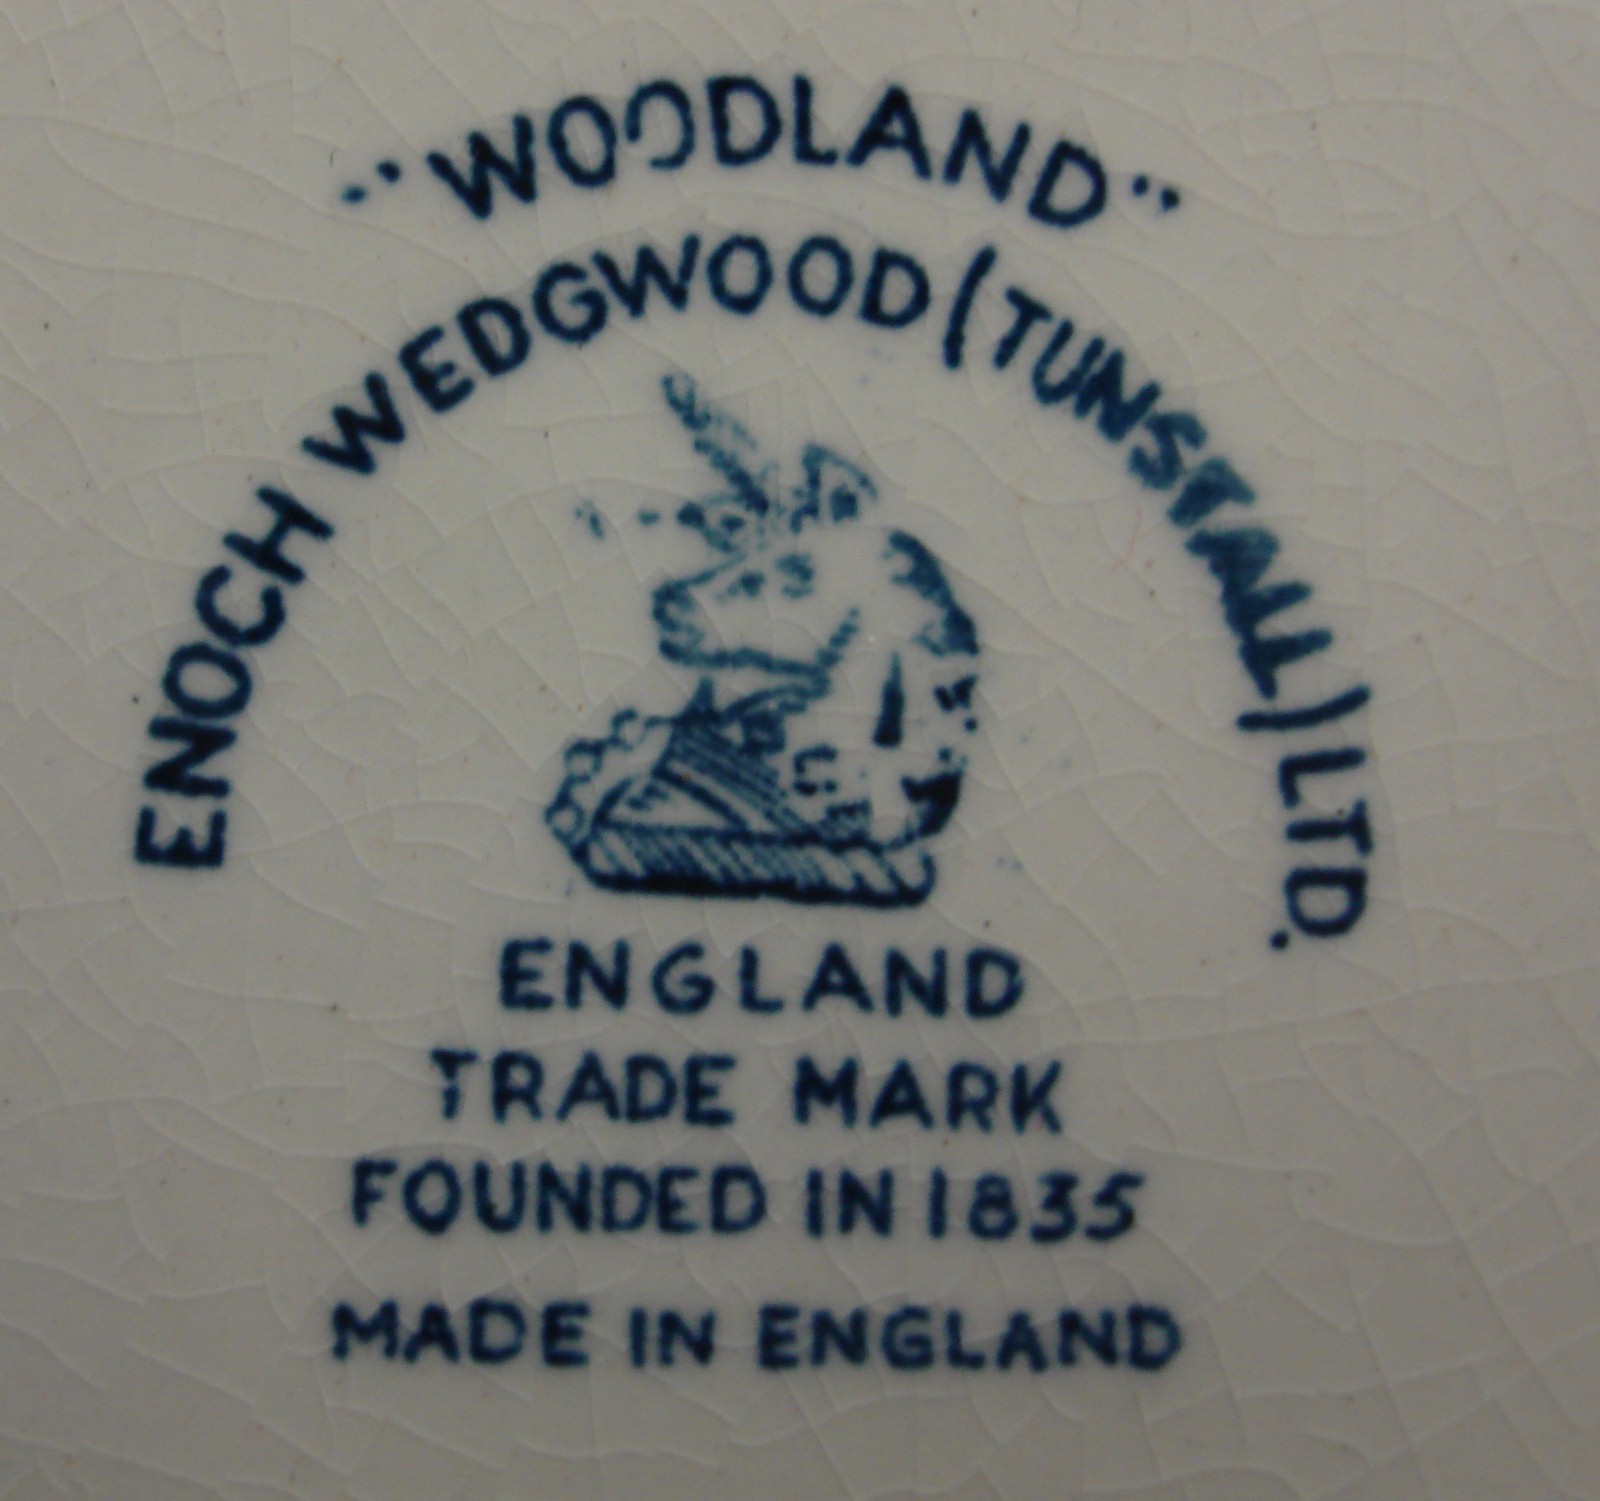 "WOODLAND"
ENOCH WEDGWOOD (TUNSTALL) LTD.
ENGLAND
TRADE MARK
FOUNDED IN 1835
MADE IN ENGLAND